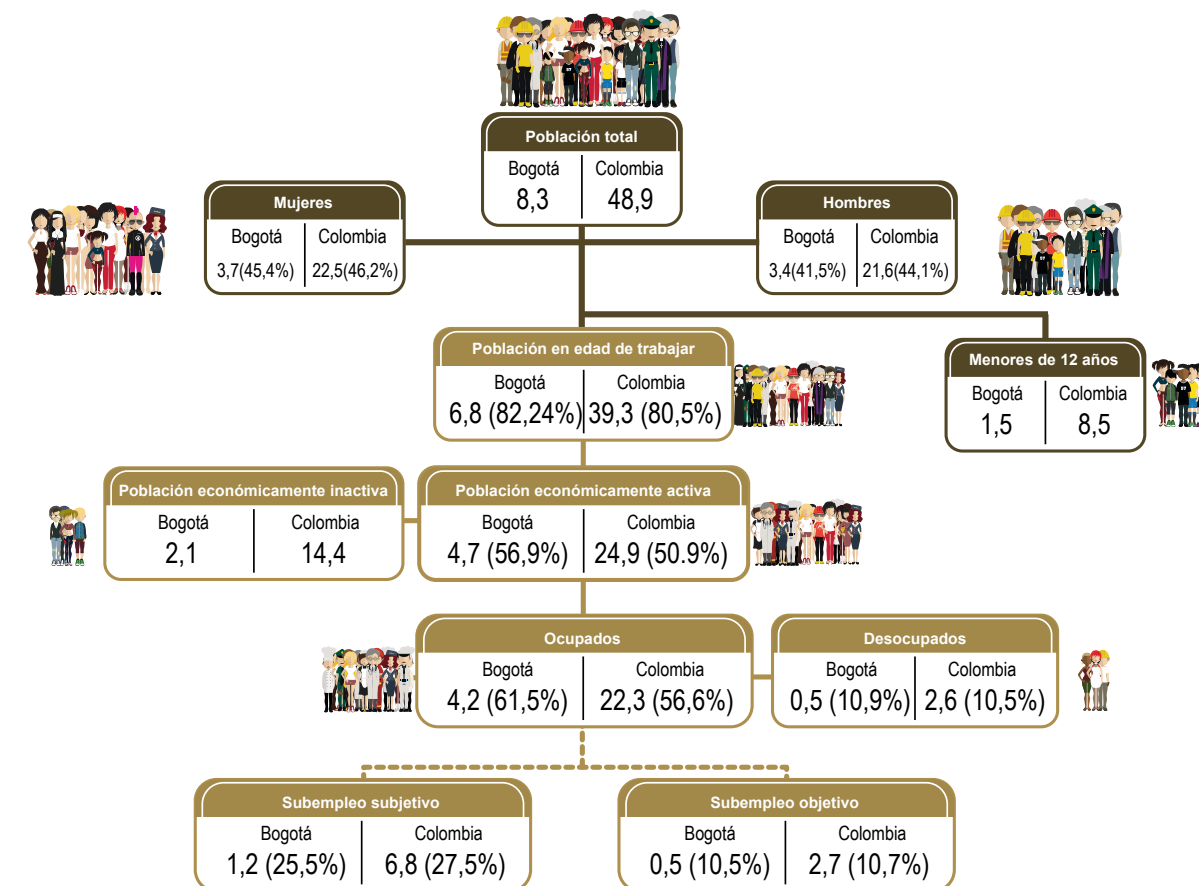 Población total
Bogotá Colombia
8,3 48,9
Mujeres
Bogotá Colombia
3,7(45,4%) 22,5(46,2%)
Hombres
Bogotá Colombia
3,4(41,5%) 21,6(44,1%)
Población en edad de trabajar
Bogotá Colombia
6,8 (82,24%) 39,3 (80,5%)
Menores de 12 años
Bogotá Colombia
1,5 8,5
Población económicamente inactiva
Bogotá Colombia
2,1 14,4
Población económicamente activa
Bogotá Colombia
4,7 (56,9%) 24,9 (50.9%)
Ocupados
Bogotá Colombia
4,2 (61,5%) 22,3 (56,6%)
Desocupados
Bogotá Colombia
0,5 (10,9%) 2,6 (10,5%)
Subempleo subjetivo
Bogotá Colombia
1,2 (25,5%) 6,8 (27,5%)
Subempleo objetivo
Bogotá Colombia
0,5 (10,5%) 2,7 (10,7%)